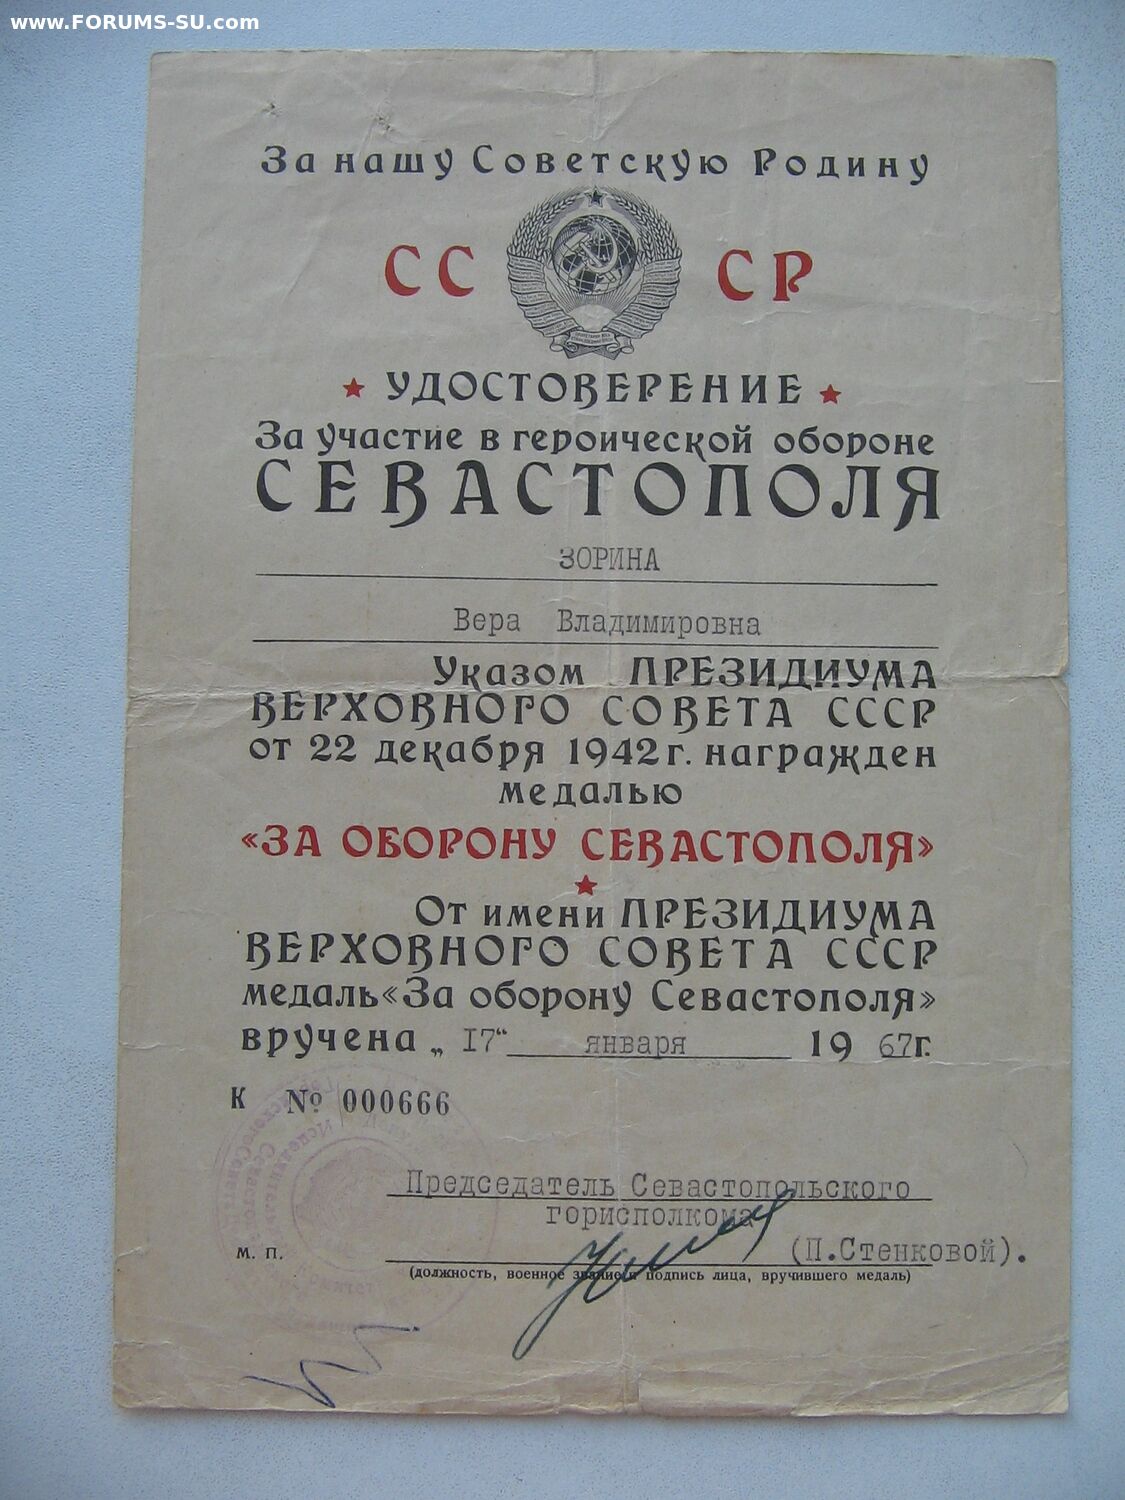 www.FORUMS-SU.com
За нашу Советскую Родину
СС СР
УДОСТОВЕРЕНИЕ
За участие в героической обороне
СЕВАСТОПОЛЯ
ЗОРИНА
Вера Владимировна
Указом ПРЕЗИДИУМА
ВЕРХОВНОГО СОВЕТА СССР
от 22 декабря 1942 г. награжден
медалью
«ЗА ОБОРОНУ СЕВАСТОПОЛЯ»
От имени ПРЕЗИДИУМА
ВЕРХОВНОГО СОВЕТА СССР
медаль «За оборону Севастополя»
вручена „I7“ января 19 67г.
К № 000666
Председатель Севастопольского
горисполкома
М. П. (П.Стенковой).
(должность, военное звание и подпись лица, вручившего медаль)